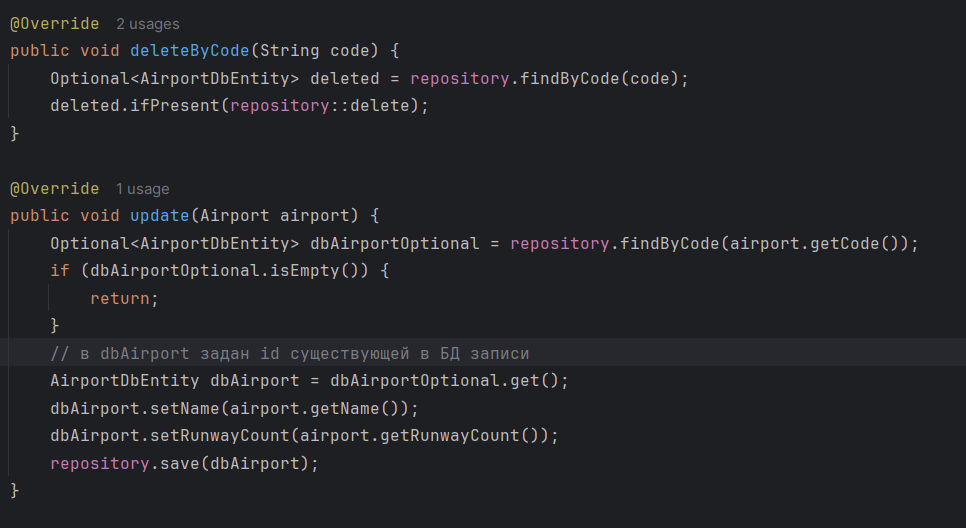 @Override 2 usages
public void deleteByCode(String code) {
    Optional<AirportDbEntity> deleted = repository.findByCode(code);
    deleted.ifPresent(repository::delete);
}
@Override 1 usage
public void update(Airport airport) {
    Optional<AirportDbEntity> dbAirportOptional = repository.findByCode(airport.getCode());
    if (dbAirportOptional.isEmpty()) {
        return;
    }
    // в dbAirport задан id существующей в БД записи
    AirportDbEntity dbAirport = dbAirportOptional.get();
    dbAirport.setName(airport.getName());
    dbAirport.setRunwayCount(airport.getRunwayCount());
    repository.save(dbAirport);
}